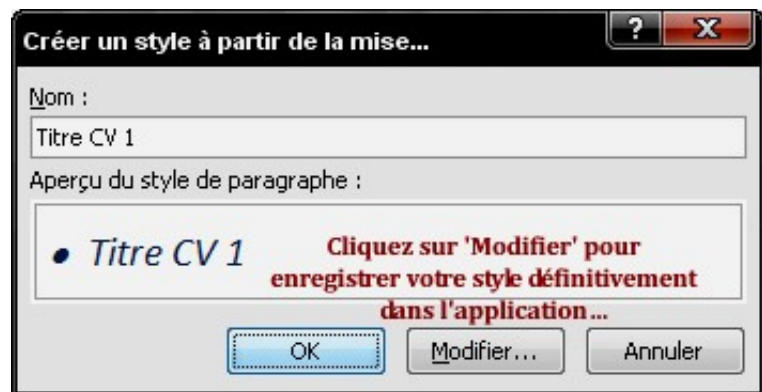 Créer un style à partir de la mise...
?
X
Nom :
Titre CV 1
Aperçu du style de paragraphe :
• Titre CV 1
Cliquez sur 'Modifier' pour
enregistrer votre style définitivement
dans l'application...
OK
Modifier...
Annuler